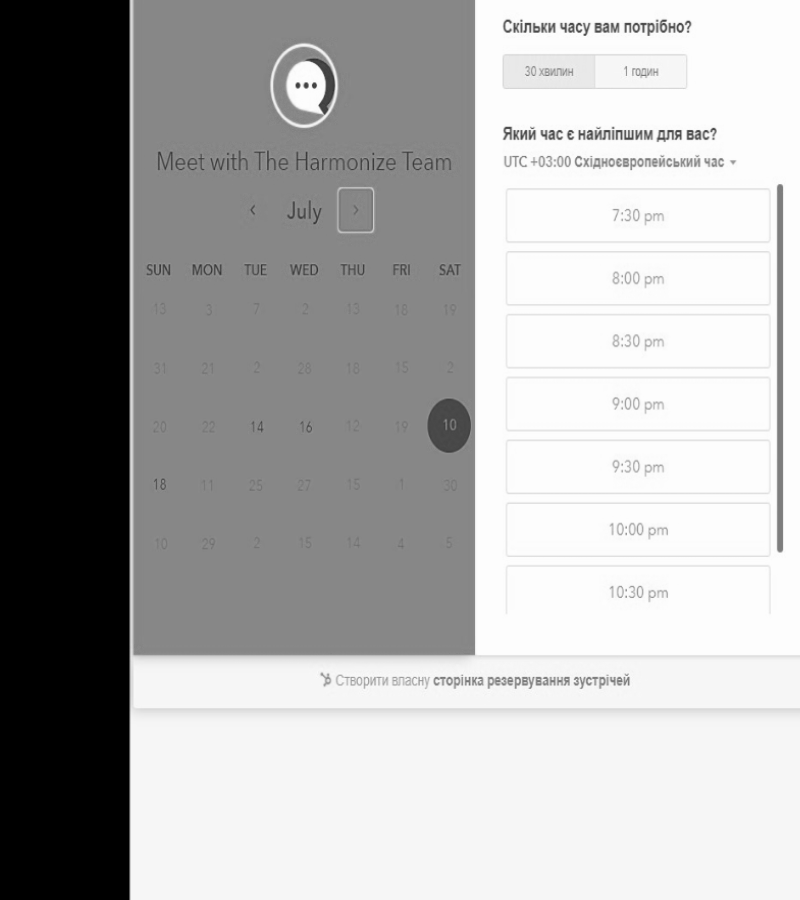 Meet with The Harmonize Team
July
SUN MON TUE WED THU FRI SAT
13 3 7 2 13 18 19
31 21 2 28 18 15 2
20 22 14 16 12 19 10
18 11 25 27 15 1 30
10 29 2 15 14 4 5
Скільки часу вам потрібно?
30 хвилин 1 годин
Який час є найліпшим для вас?
UTC +03:00 Східноєвропейський час
7:30 pm
8:00 pm
8:30 pm
9:00 pm
9:30 pm
10:00 pm
10:30 pm
Створити власну сторінка резервування зустрічей